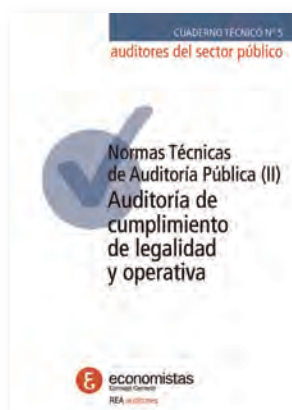 CUADERNO TÉCNICO Nº 5
auditores del sector público
Normas Técnicas
de Auditoría Pública (II)
Auditoría de
cumplimiento
de legalidad
y operativa
economistas
Consejo General
REA auditores